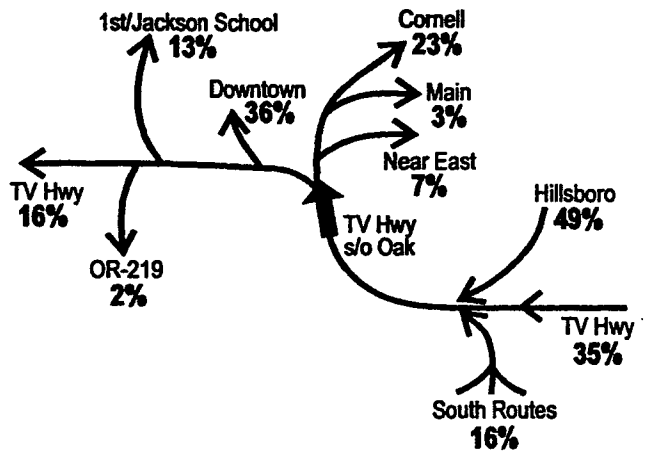 1st/Jackson School
13%
Cornell
23%
Downtown
36%
Main
3%
Near East
7%
TV Hwy
16%
Hillsboro
49%
TV Hwy
s/o Oak
OR-219
2%
TV Hwy
35%
South Routes
16%